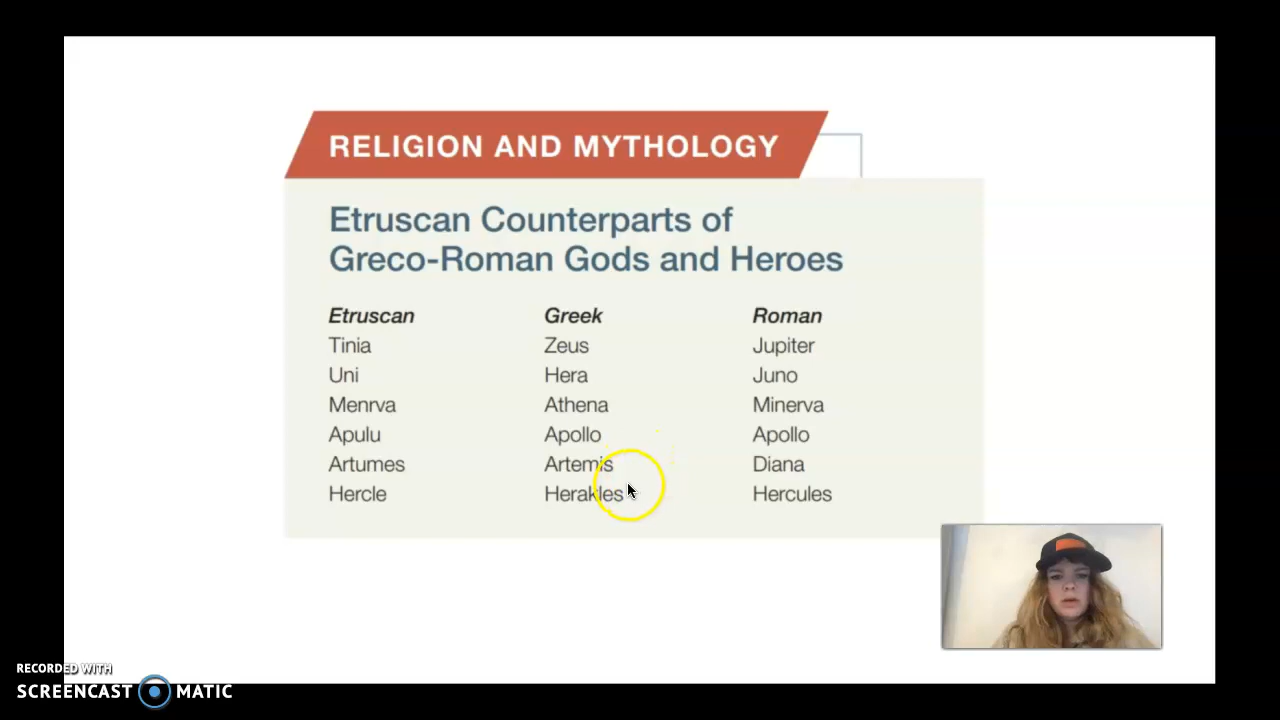 RELIGION AND MYTHOLOGY
Etruscan Counterparts of
Greco-Roman Gods and Heroes
Etruscan Greek Roman
Tinia Zeus Jupiter
Uni Hera Juno
Menrva Athena Minerva
Apulu Apollo Apollo
Artumes Artemis Diana
Hercle Herakles Hercules
RECORDED WITH
SCREENCAST MATIC